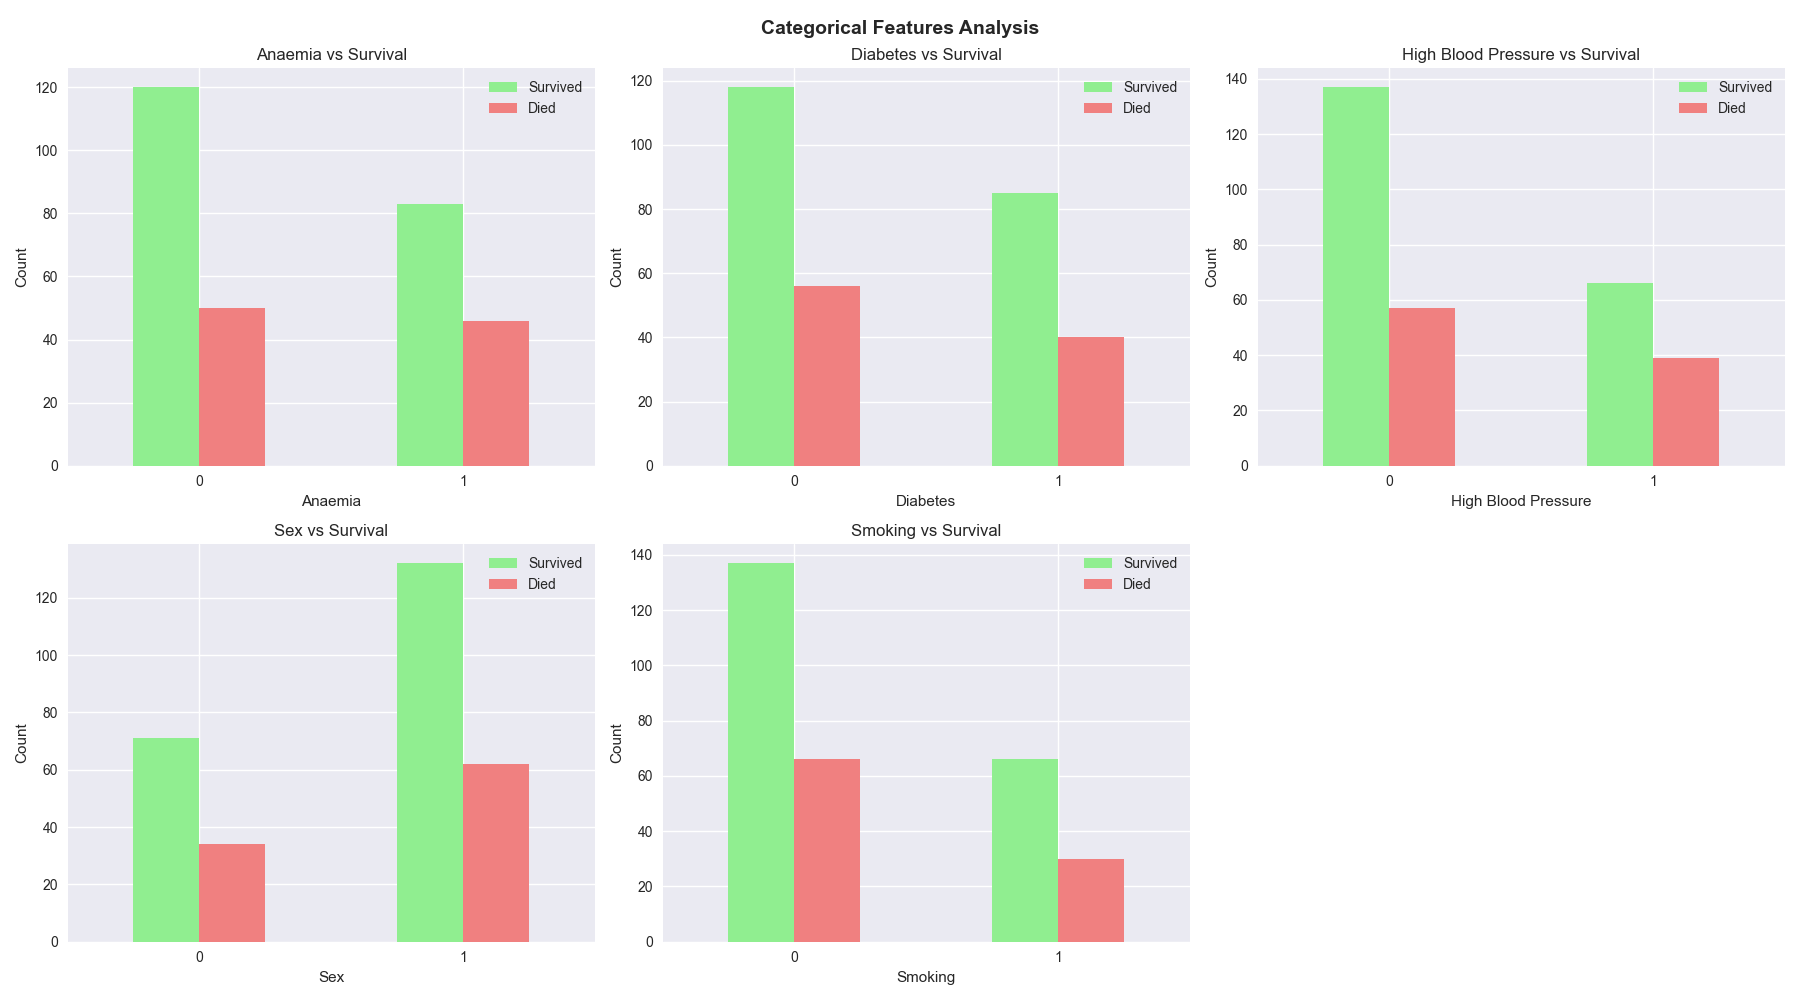 Categorical Features Analysis
Anaemia vs Survival
120
100
80
60
40
20
0
Count
0 1
Anaemia
Survived
Died
Diabetes vs Survival
120
100
80
60
40
20
0
Count
0 1
Diabetes
Survived
Died
High Blood Pressure vs Survival
140
120
100
80
60
40
20
0
Count
0 1
High Blood Pressure
Survived
Died
Sex vs Survival
120
100
80
60
40
20
0
Count
0 1
Sex
Survived
Died
Smoking vs Survival
140
120
100
80
60
40
20
0
Count
0 1
Smoking
Survived
Died